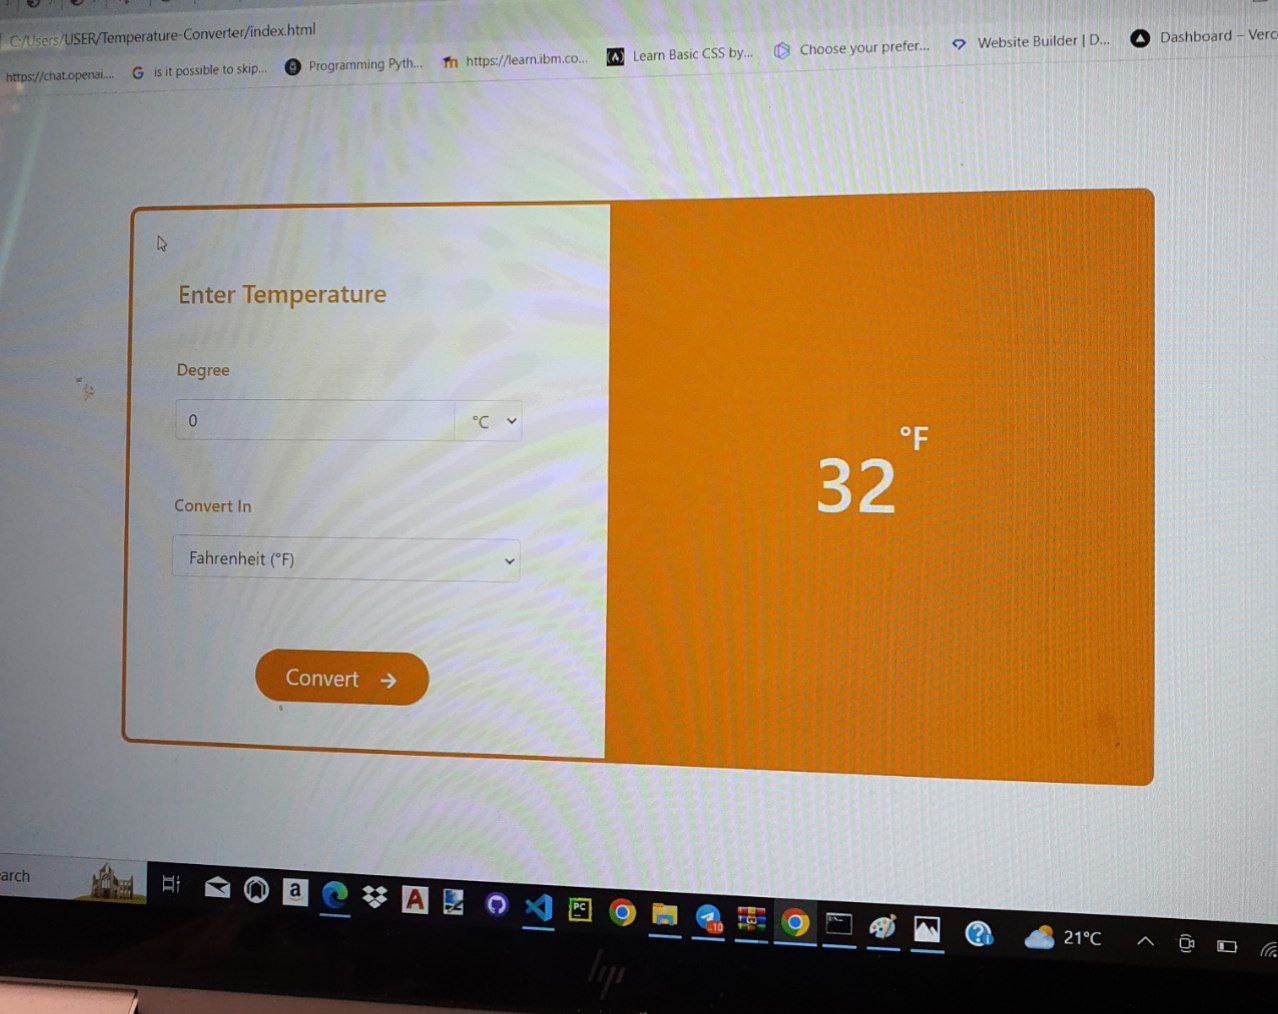 C:/Users/USER/Temperature-Converter/index.html
https://chat.openai.... is it possible to skip... Programming Pyth... https://learn.ibm.co... Learn Basic CSS by... Choose your prefer... Website Builder | D... Dashboard – Verc
Enter Temperature
Degree
0 °C
Convert In
Fahrenheit (°F)
Convert →
32 °F
earch
21°C
hp